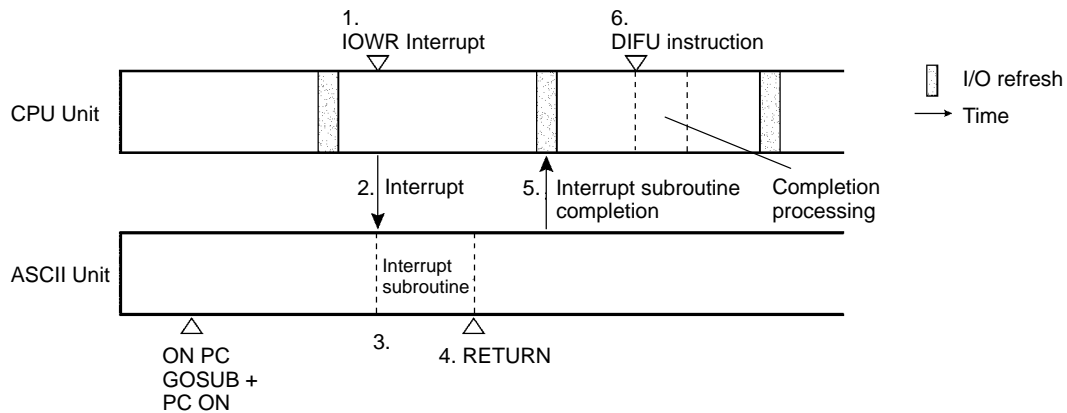 1.
IOWR Interrupt
6.
DIFU instruction
CPU Unit
I/O refresh
Time
2. Interrupt
5. Interrupt subroutine
completion
Completion
processing
ASCII Unit
Interrupt
subroutine
3.
4. RETURN
ON PC
GOSUB +
PC ON